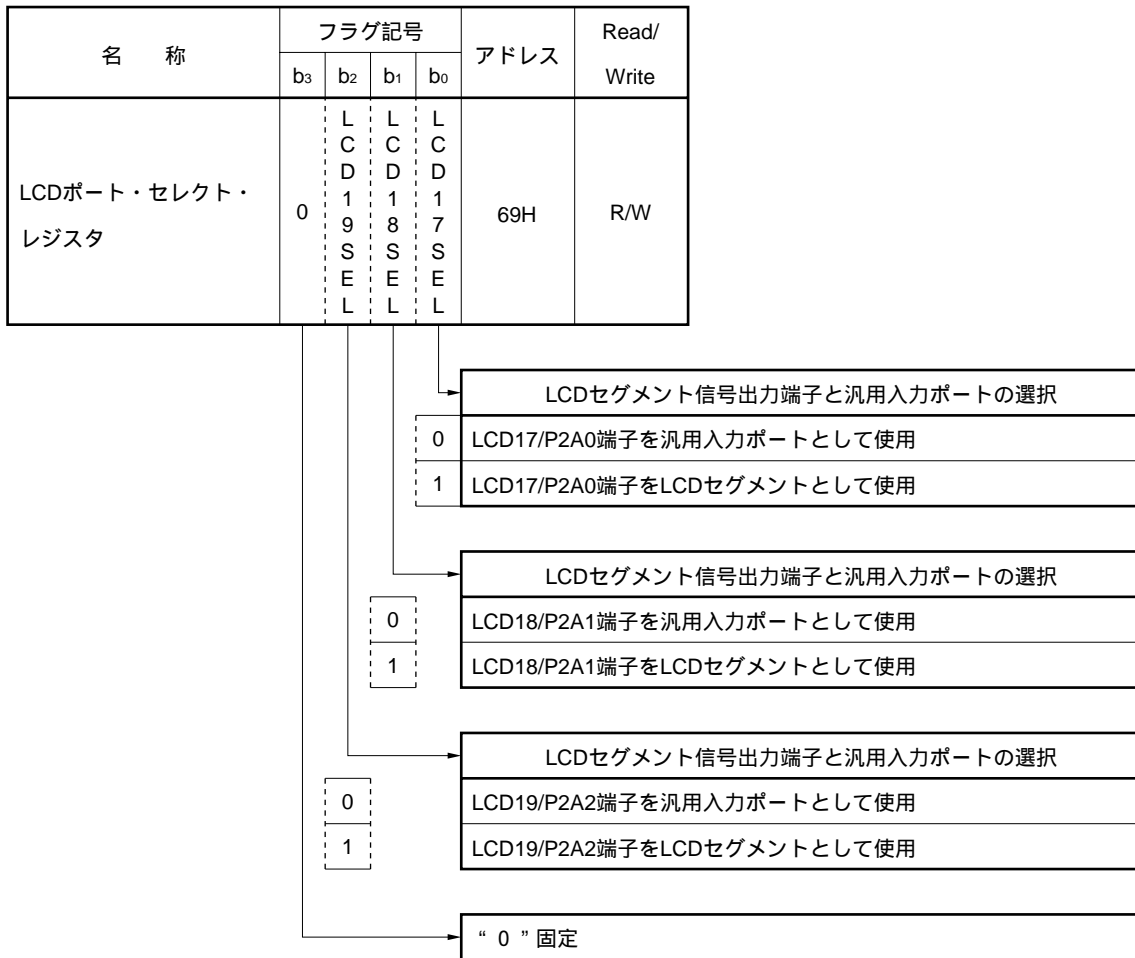 名　称
フラグ記号
アドレス
Read/
Write
b3 b2 b1 b0
LCDポート・セレクト・
レジスタ
0
LCD19SEL
LCD18SEL
LCD17SEL
69H
R/W
LCDセグメント信号出力端子と汎用入力ポートの選択
0 LCD17/P2A0端子を汎用入力ポートとして使用
1 LCD17/P2A0端子をLCDセグメントとして使用
LCDセグメント信号出力端子と汎用入力ポートの選択
0 LCD18/P2A1端子を汎用入力ポートとして使用
1 LCD18/P2A1端子をLCDセグメントとして使用
LCDセグメント信号出力端子と汎用入力ポートの選択
0 LCD19/P2A2端子を汎用入力ポートとして使用
1 LCD19/P2A2端子をLCDセグメントとして使用
“0”固定